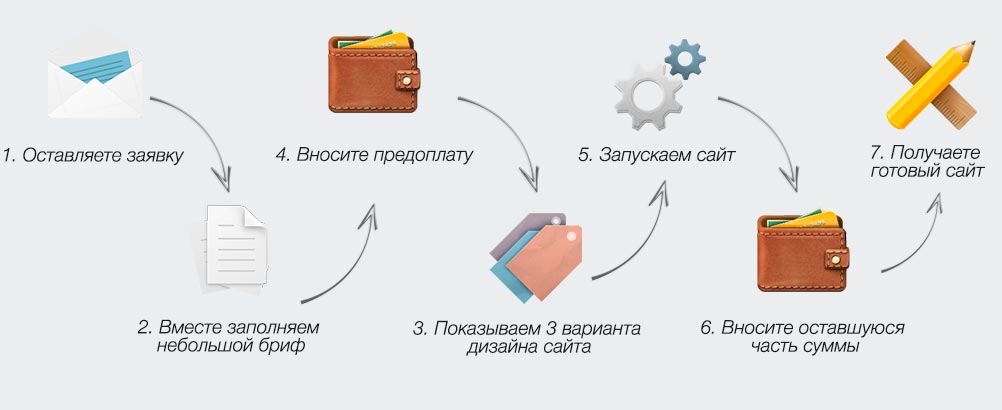 1. Оставляете заявку
2. Вместе заполняем
небольшой бриф
4. Вносите предоплату
3. Показываем 3 варианта
дизайна сайта
5. Запускаем сайт
6. Вносите оставшуюся
часть суммы
7. Получаете
готовый сайт